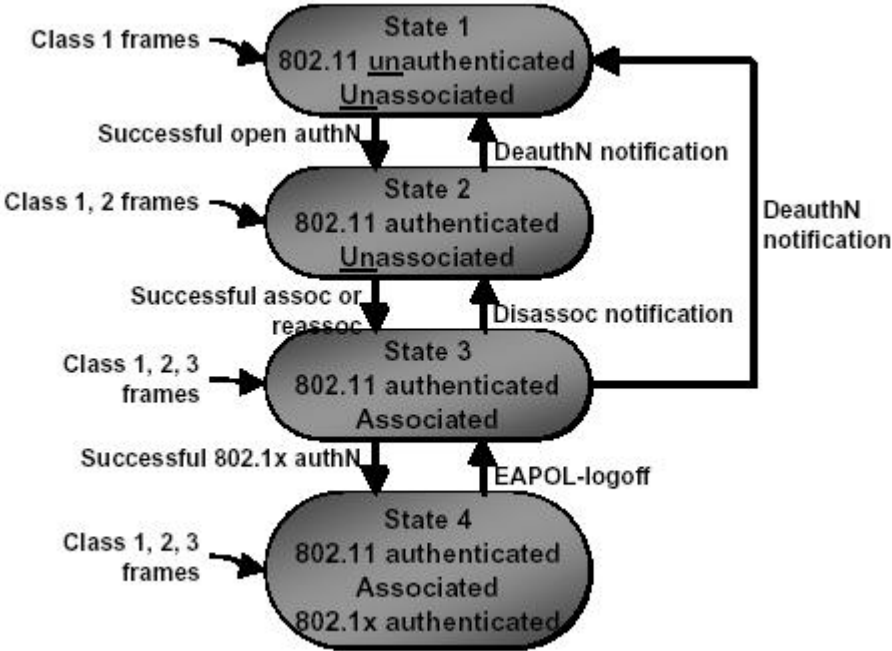 Class 1 frames
State 1
802.11 unauthenticated
Unassociated
Successful open authN
DeauthN notification
Class 1, 2 frames
State 2
802.11 authenticated
Unassociated
DeauthN
notification
Successful assoc or
reassoc
Disassoc notification
Class 1, 2, 3
frames
State 3
802.11 authenticated
Associated
Successful 802.1x authN
EAPOL-logoff
Class 1, 2, 3
frames
State 4
802.11 authenticated
Associated
802.1x authenticated